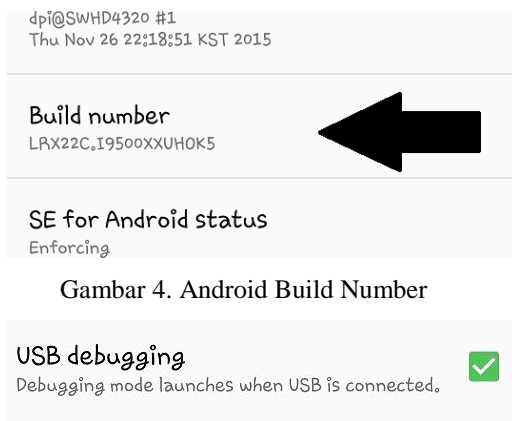 dpi@SWHD4320 #1
Thu Nov 26 22:18:51 KST 2015
Build number
LRX22C.I9500XXUHOK5
SE for Android status
Enforcing
Gambar 4. Android Build Number
USB debugging
Debugging mode launches when USB is connected.